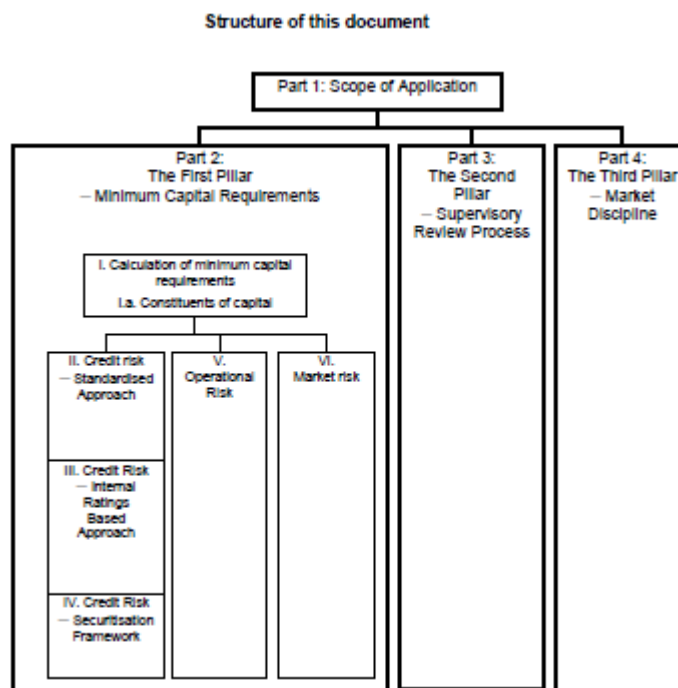 Structure of this document
Part 1: Scope of Application
Part 2:
The First Pillar
— Minimum Capital Requirements
Part 3:
The Second
Pillar
— Supervisory
Review Process
Part 4:
The Third Pillar
— Market
Discipline
I. Calculation of minimum capital
requirements
I.a. Constituents of capital
II. Credit risk
— Standardised
Approach
V.
Operational
Risk
VI.
Market risk
III. Credit Risk
— Internal
Ratings
Based
Approach
IV. Credit Risk
— Securitisation
Framework